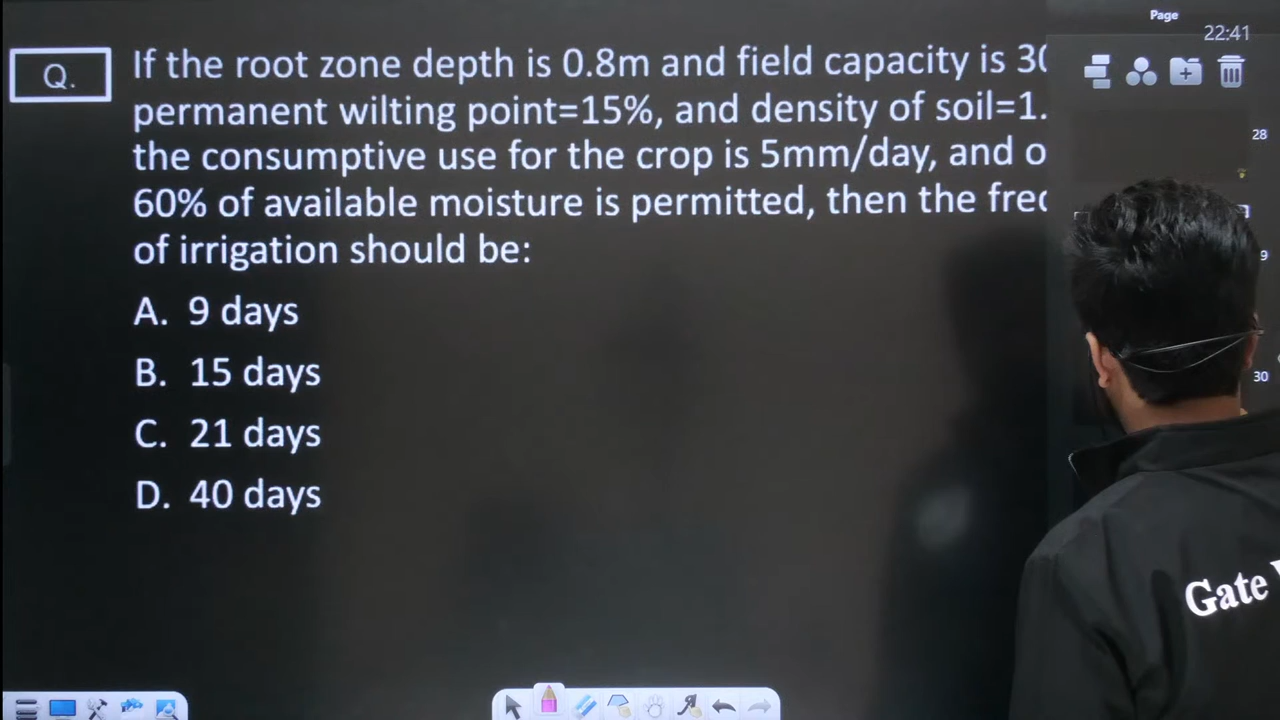 Page
22:41
Q.
If the root zone depth is 0.8m and field capacity is 30
permanent wilting point=15%, and density of soil=1.
the consumptive use for the crop is 5mm/day, and
60% of available moisture is permitted, then the
of irrigation should be:
A. 9 days
B. 15 days
C. 21 days
D. 40 days
28
9
30
Gate